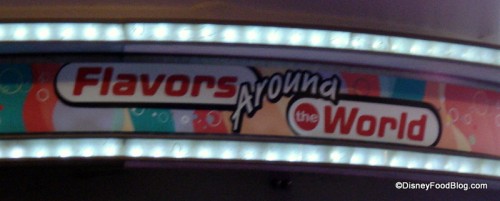 Flavors Around the World
©DisneyFoodBlog.com